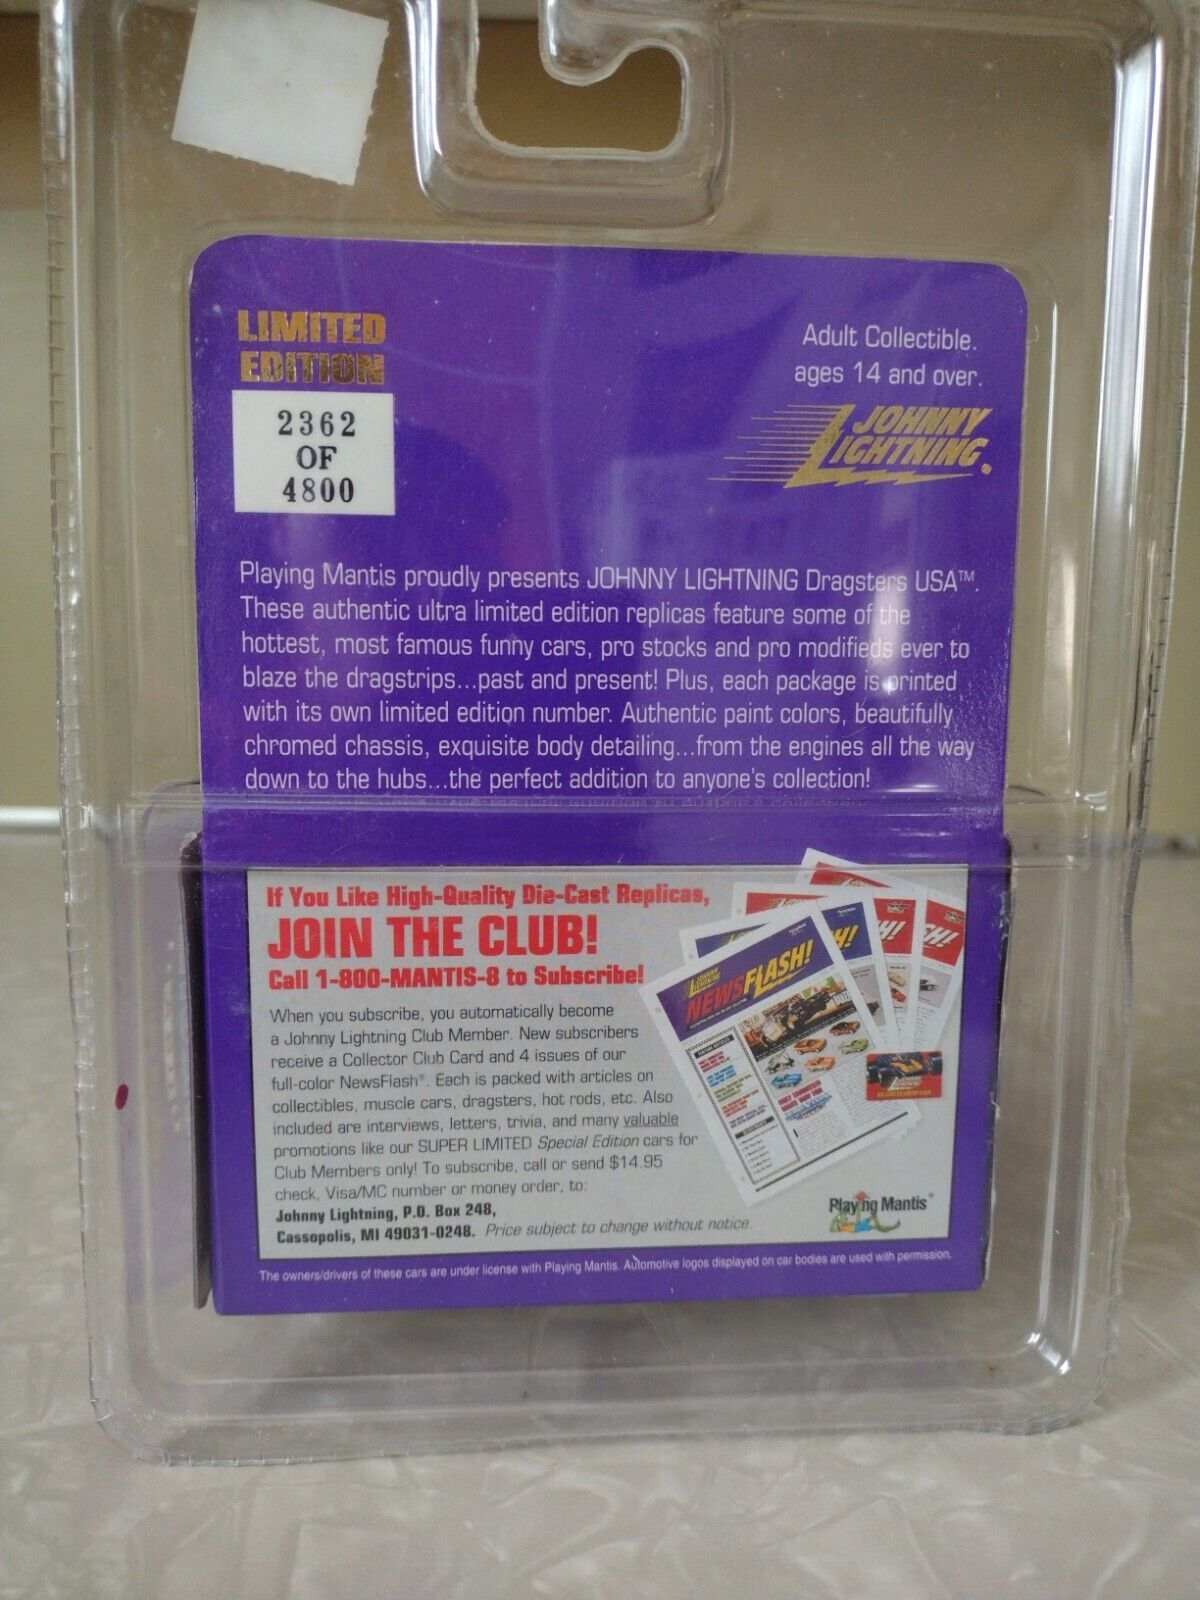 LIMITED
EDITION
2362
OF
4800
Adult Collectible.
ages 14 and over.
JOHNNY
LIGHTNING®
Playing Mantis proudly presents JOHNNY LIGHTNING Dragsters USA™.
These authentic ultra limited edition replicas feature some of the
hottest, most famous funny cars, pro stocks and pro modifieds ever to
blaze the dragstrips...past and present! Plus, each package is printed
with its own limited edition number. Authentic paint colors, beautifully
chromed chassis, exquisite body detailing...from the engines all the way
down to the hubs...the perfect addition to anyone's collection!
If You Like High-Quality Die-Cast Replicas,
JOIN THE CLUB!
Call 1-800-MANTIS-8 to Subscribe!
When you subscribe, you automatically become
a Johnny Lightning Club Member. New subscribers
receive a Collector Club Card and 4 issues of our
full-color NewsFlash®. Each is packed with articles on
collectibles, muscle cars, dragsters, hot rods, etc. Also
included are interviews, letters, trivia, and many valuable
promotions like our SUPER LIMITED Special Edition cars for
Club Members only! To subscribe, call or send $14.95
check, Visa/MC number or money order, to:
Johnny Lightning, P.O. Box 248,
Cassopolis, MI 49031-0248. Price subject to change without notice.
JOHNNY
LIGHTNING
NEWSFLASH!
H!
H!
SH!
JOHNNY
LIGHTNING
Playing Mantis®
The owners/drivers of these cars are under license with Playing Mantis. Automotive logos displayed on car bodies are used with permission.